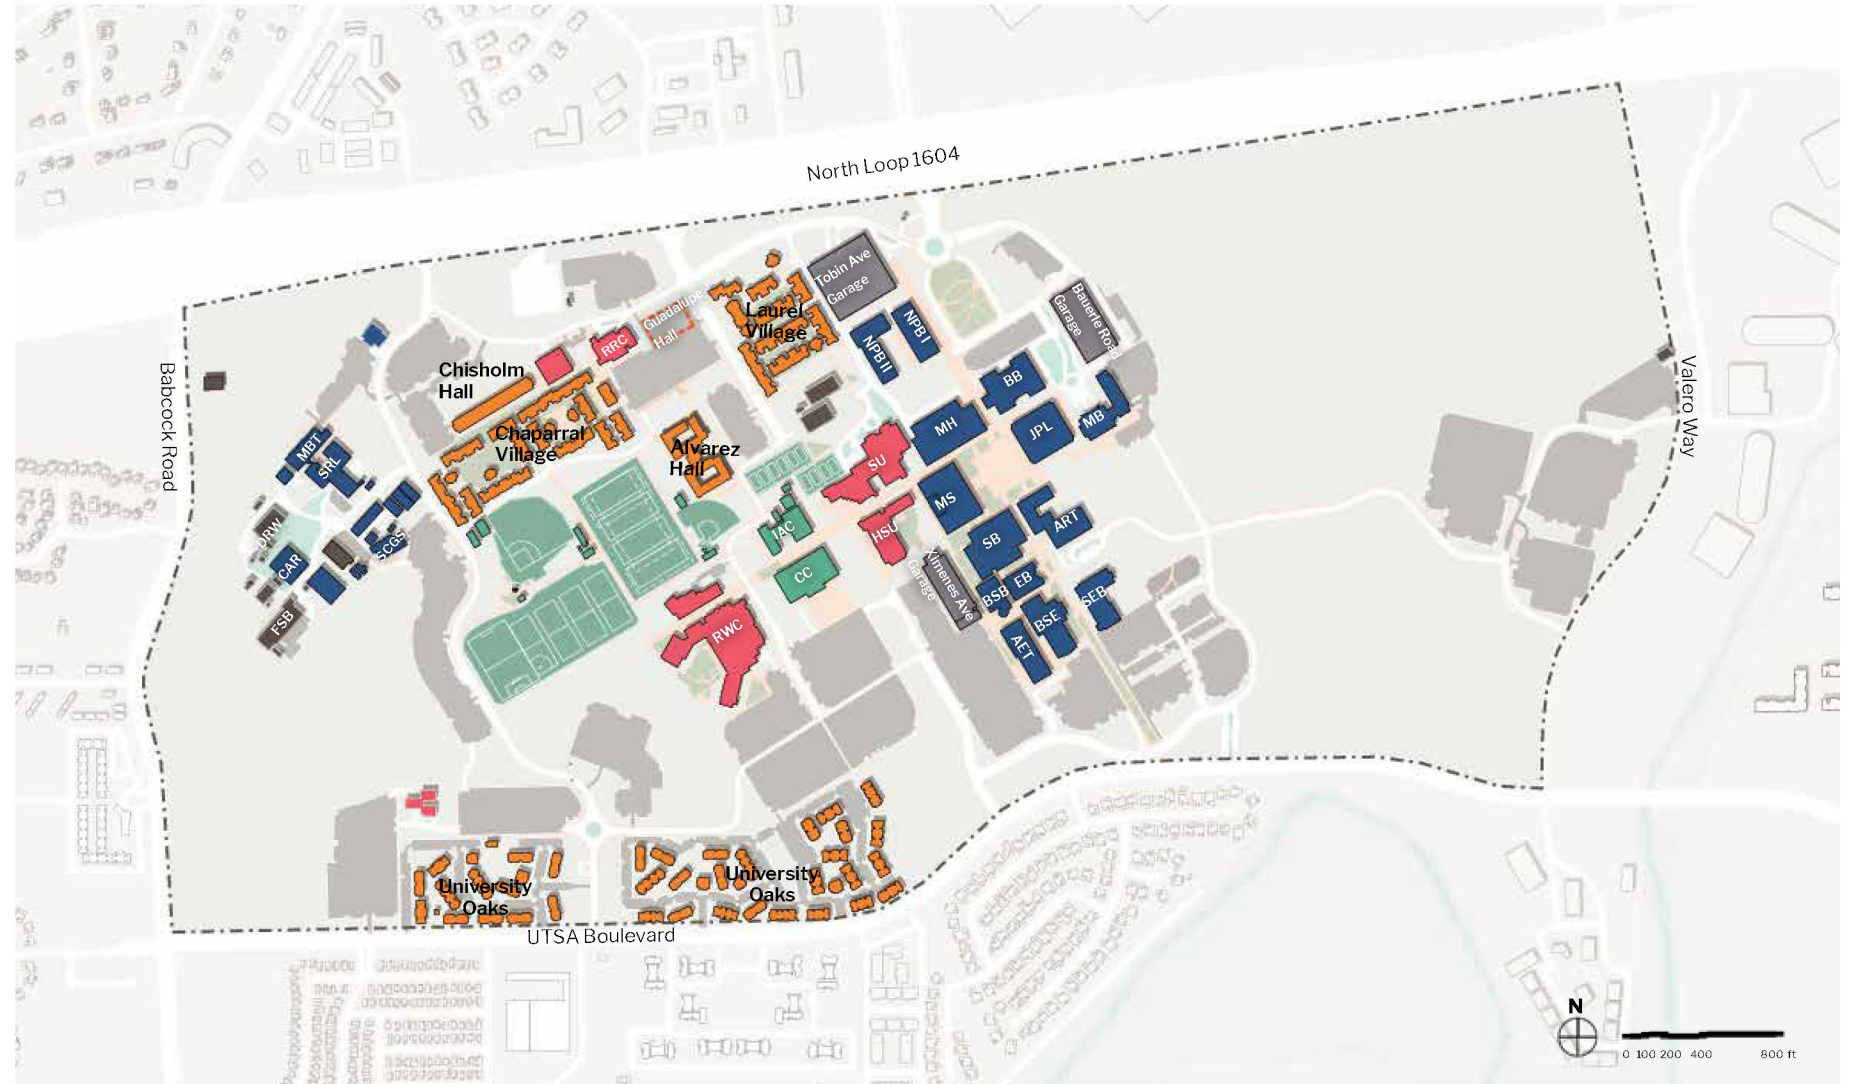 North Loop 1604
Tobin Ave
Garage
Guadalupe
Hall
Laurel
Village
Bauerle Road
Garage
NPB I
NPB II
RRC
Chisholm
Hall
BB
Babcock Road
Valero Way
MH
JPL
MB
Chaparral
Village
Alvarez
Hall
MBT
SRL
SU
MS
DRW
SCGS
IAC
HSU
SB
ART
CAR
CC
Ximenes Ave
Garage
EB
BSB
SEB
FSB
RWC
BSE
AET
University
Oaks
University
Oaks
UTSA Boulevard
N
0 100 200 400 800 ft